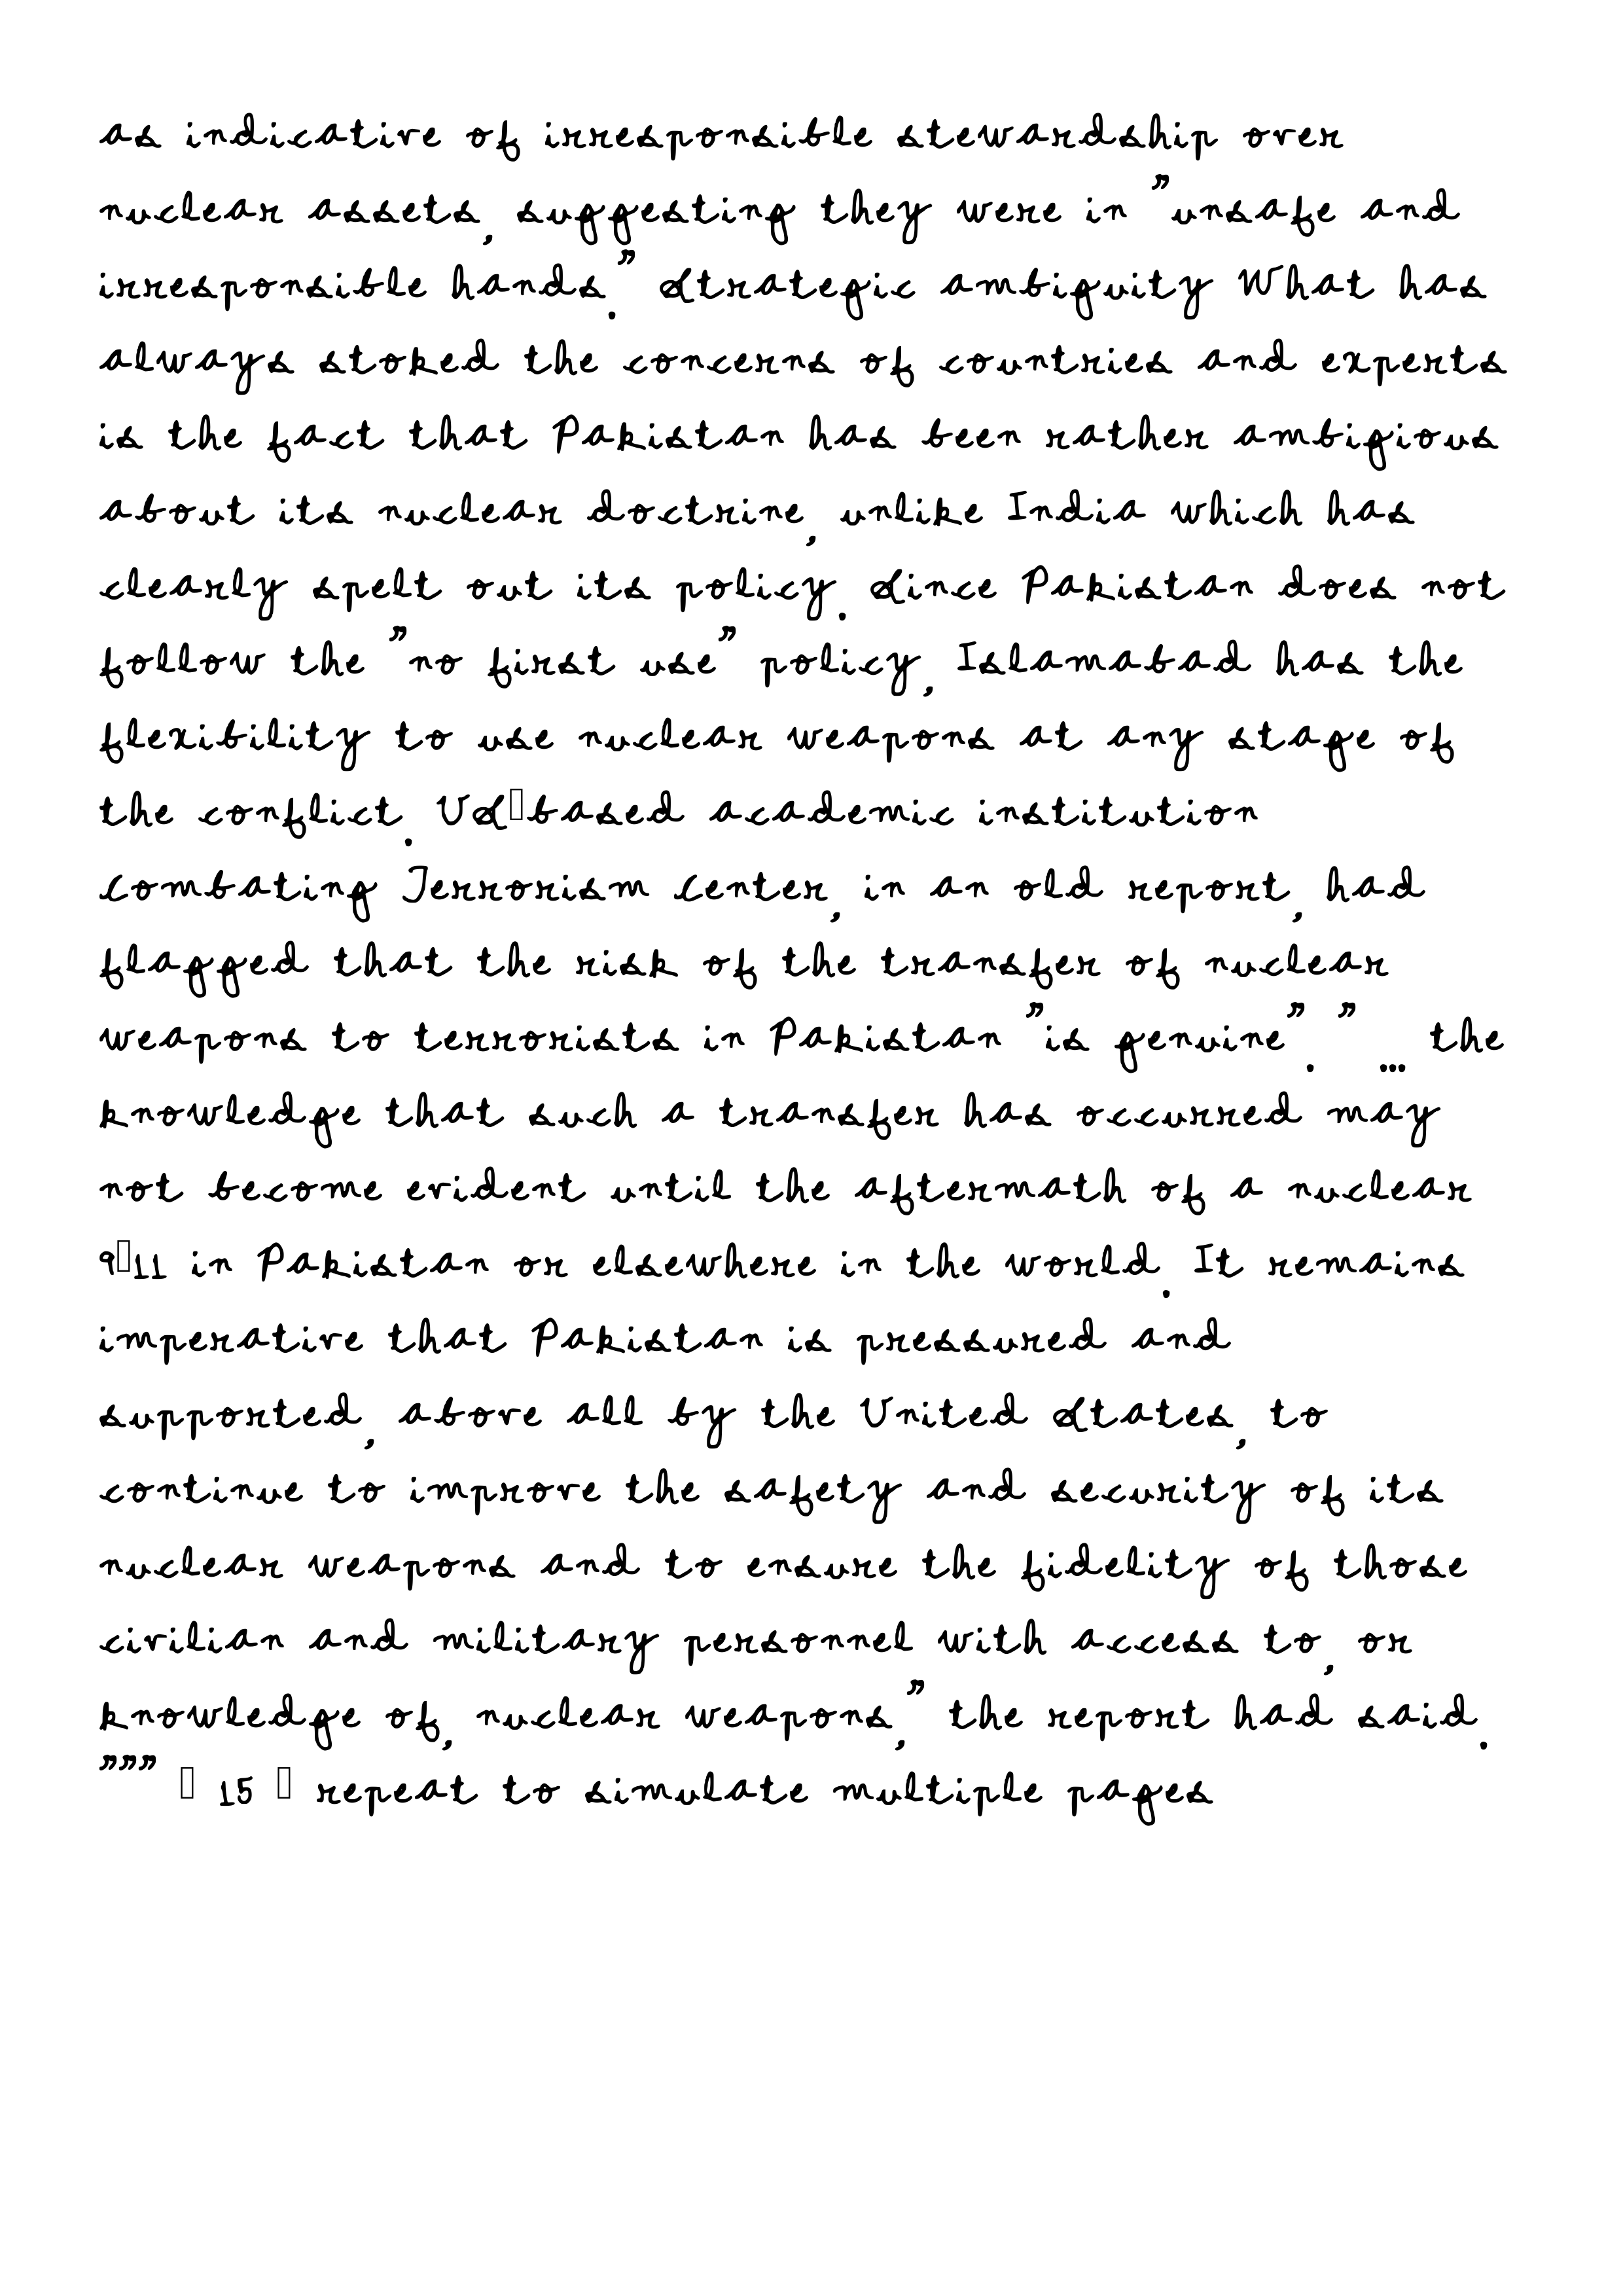 as indicative of irresponsible stewardship over
nuclear assets, suggesting they were in "unsafe and
irresponsible hands." Strategic ambiguity What has
always stoked the concerns of countries and experts
is the fact that Pakistan has been rather ambigious
about its nuclear doctrine, unlike India which has
clearly spelt out its policy. Since Pakistan does not
follow the "no first use" policy, Islamabad has the
flexibility to use nuclear weapons at any stage of
the conflict. US▯based academic institution
Combating Terrorism Center, in an old report, had
flagged that the risk of the transfer of nuclear
weapons to terrorists in Pakistan "is genuine". " ... the
knowledge that such a transfer has occurred may
not become evident until the aftermath of a nuclear
9▯11 in Pakistan or elsewhere in the world. It remains
imperative that Pakistan is pressured and
supported, above all by the United States, to
continue to improve the safety and security of its
nuclear weapons and to ensure the fidelity of those
civilian and military personnel with access to, or
knowledge of, nuclear weapons," the report had said.
""" ▯ 15 ▯ repeat to simulate multiple pages